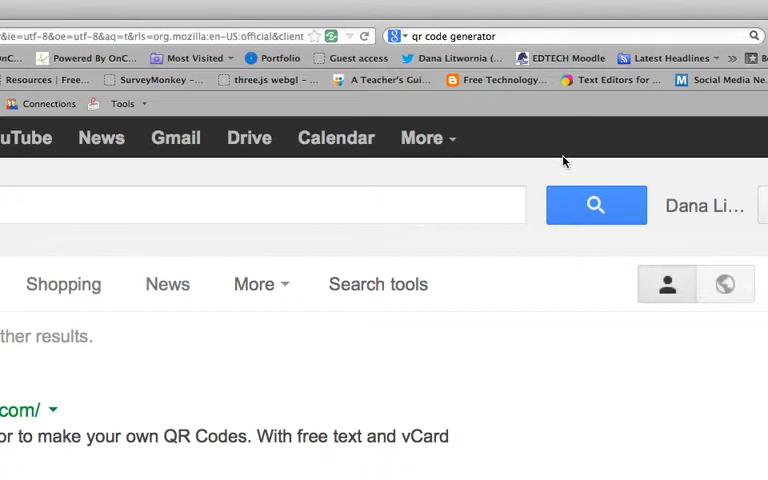 &ie=utf-8&oe=utf-8&aq=t&rls=org.mozilla:en-US:official&client qr code generator
OnC... Powered By OnC... Most Visited Portfolio Guest access Dana Litwornia (... EDTECH Moodle Latest Headlines
Resources | Free... SurveyMonkey –... three.js webgl – ... A Teacher's Gui... Free Technology... Text Editors for ... Social Media Ne
Connections Tools
uTube News Gmail Drive Calendar More
Dana Li...
Shopping News More Search tools
ther results.
com/
or to make your own QR Codes. With free text and vCard